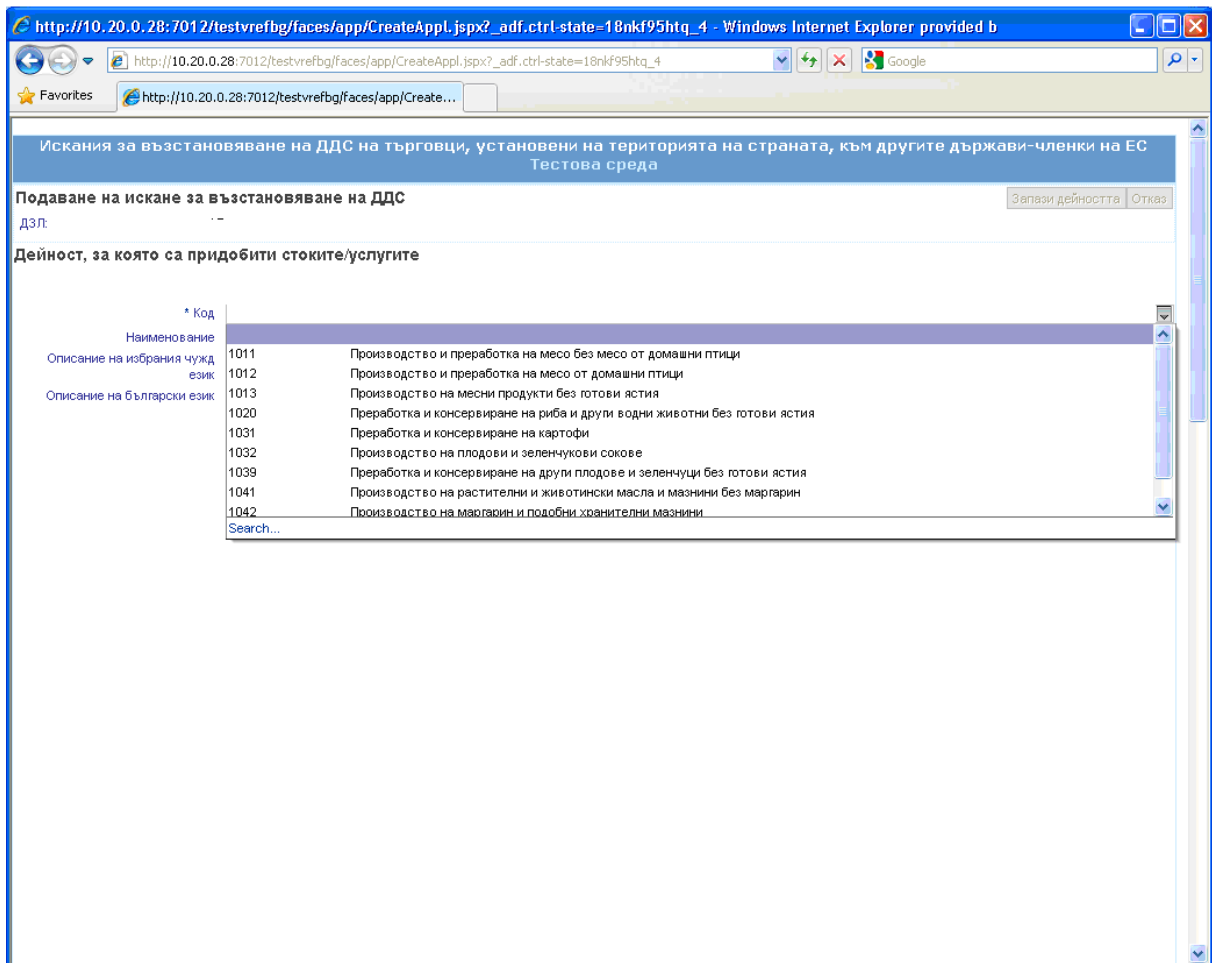 http://10.20.0.28:7012/testvrefbg/faces/app/CreateAppl.jspx?_adf.ctrl-state=18nkf95htq_4 - Windows Internet Explorer provided b
http://10.20.0.28:7012/testvrefbg/faces/app/CreateAppl.jspx?_adf.ctrl-state=18nkf95htq_4
Google
Favorites
http://10.20.0.28:7012/testvrefbg/faces/app/Create...
Искания за възстановяване на ДДС на търговци, установени на територията на страната, към другите държави-членки на ЕС
Тестова среда
Подаване на искане за възстановяване на ДДС
Запази дейността Отказ
ДЗЛ:
Дейност, за която са придобити стоките/услугите
* Код
Наименование
Описание на избрания чужд
език
Описание на български език
1011 Производство и преработка на месо без месо от домашни птици
1012 Производство и преработка на месо от домашни птици
1013 Производство на месни продукти без готови ястия
1020 Преработка и консервиране на риба и други водни животни без готови ястия
1031 Преработка и консервиране на картофи
1032 Производство на плодови и зеленчукови сокове
1039 Преработка и консервиране на други плодове и зеленчуци без готови ястия
1041 Производство на растителни и животински масла и мазнини без маргарин
1042 Производство на маргарин и подобни хранителни мазнини
Search...